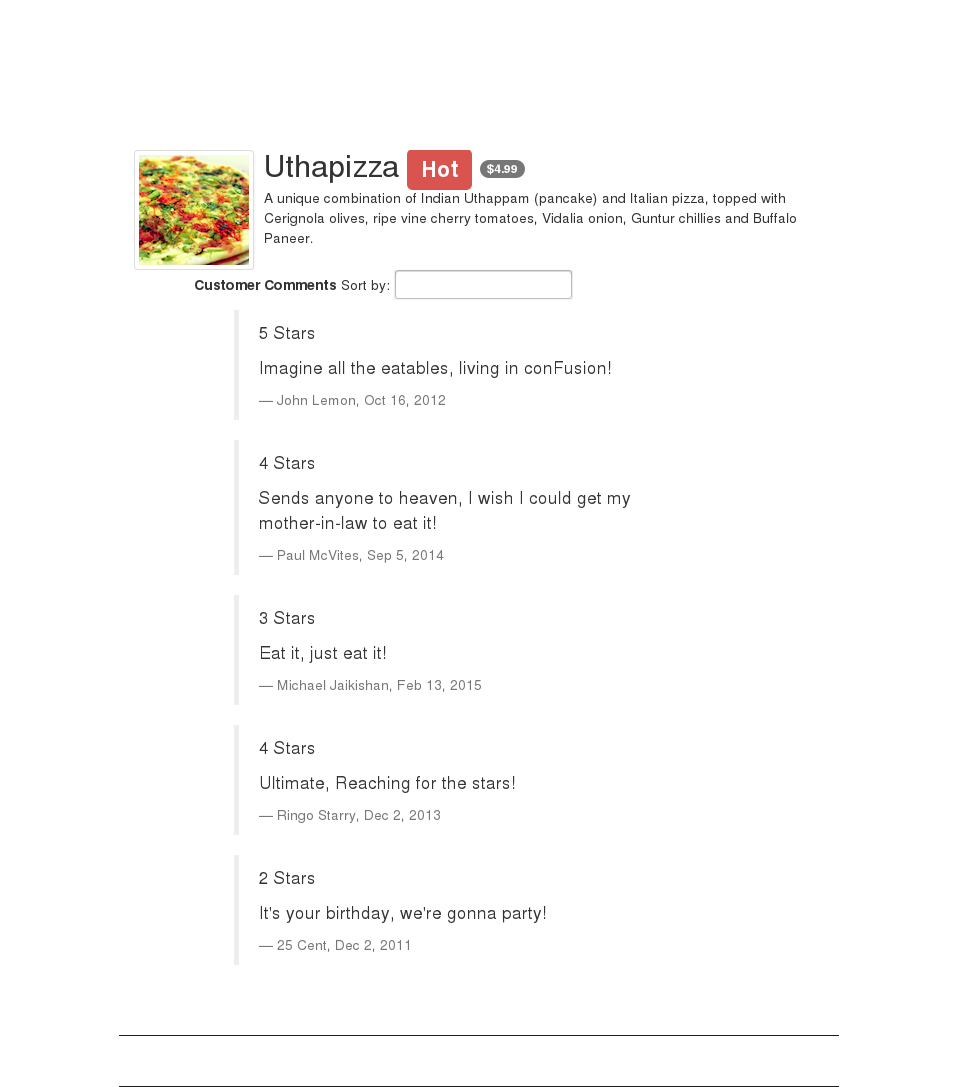 Uthapizza Hot $4.99
A unique combination of Indian Uthappam (pancake) and Italian pizza, topped with
Cerignola olives, ripe vine cherry tomatoes, Vidalia onion, Guntur chillies and Buffalo
Paneer.
Customer Comments Sort by:
5 Stars
Imagine all the eatables, living in conFusion!
— John Lemon, Oct 16, 2012
4 Stars
Sends anyone to heaven, I wish I could get my
mother-in-law to eat it!
— Paul McVites, Sep 5, 2014
3 Stars
Eat it, just eat it!
— Michael Jaikishan, Feb 13, 2015
4 Stars
Ultimate, Reaching for the stars!
— Ringo Starry, Dec 2, 2013
2 Stars
It's your birthday, we're gonna party!
— 25 Cent, Dec 2, 2011